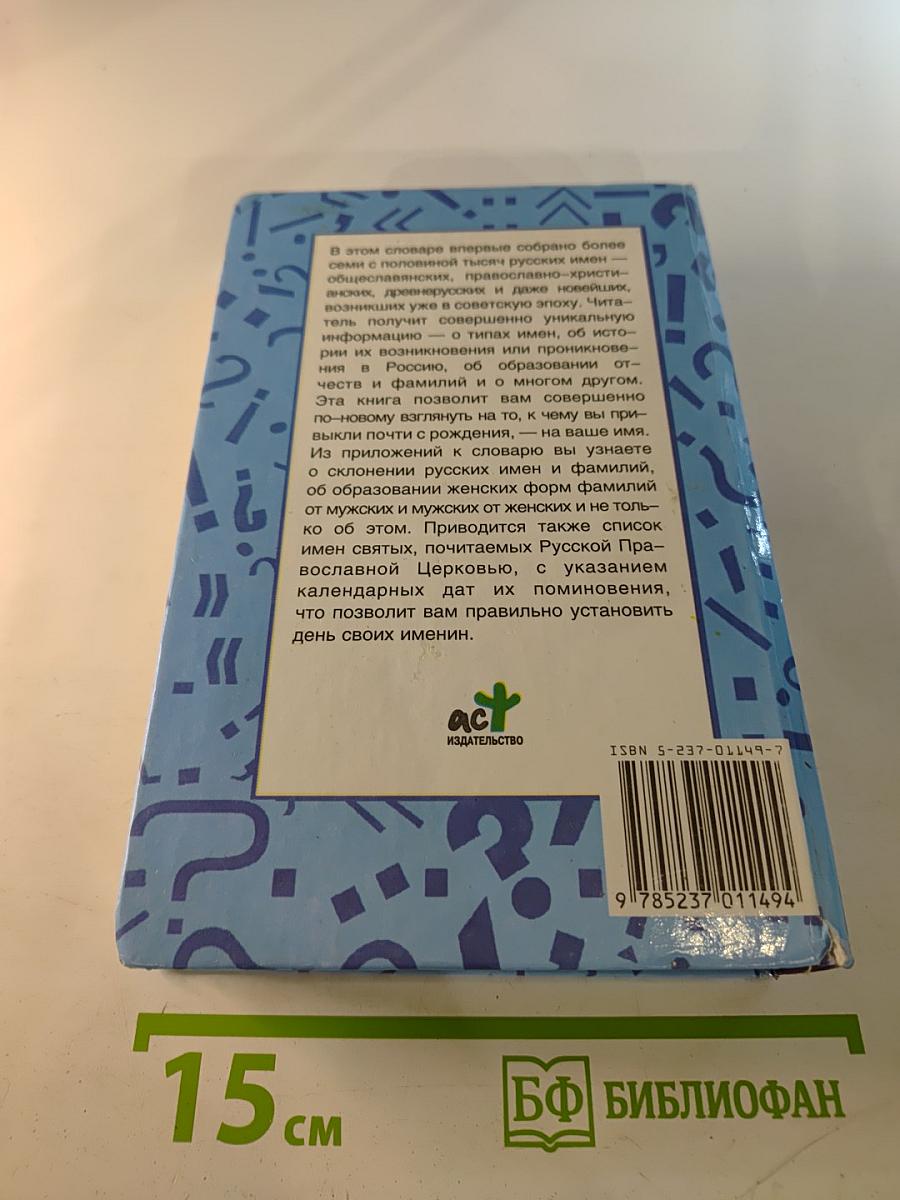 В этом словаре впервые собрано более
семи с половиной тысяч русских имен —
общеславянских, православно-христи-
анских, древнерусских и даже новейших,
возникших уже в советскую эпоху. Чита-
тель получит совершенно уникальную
информацию — о типах имен, об исто-
рии их возникновения или проникнове-
ния в Россию, об образовании от-
честв и фамилий и о многом другом.
Эта книга позволит вам совершенно
по-новому взглянуть на то, к чему вы при-
выкли почти с рождения, — на ваше имя.
Из приложений к словарю вы узнаете
о склонении русских имен и фамилий,
об образовании женских форм фамилий
от мужских и мужских от женских и не толь-
ко об этом. Приводится также список
имен святых, почитаемых Русской Пра-
вославной Церковью, с указанием
календарных дат их поминовения,
что позволит вам правильно установить
день своих именин.
аст
ИЗДАТЕЛЬСТВО
ISBN 5-237-01149-7
9 785237 011494
15 см
БФ БИБЛИОФАН